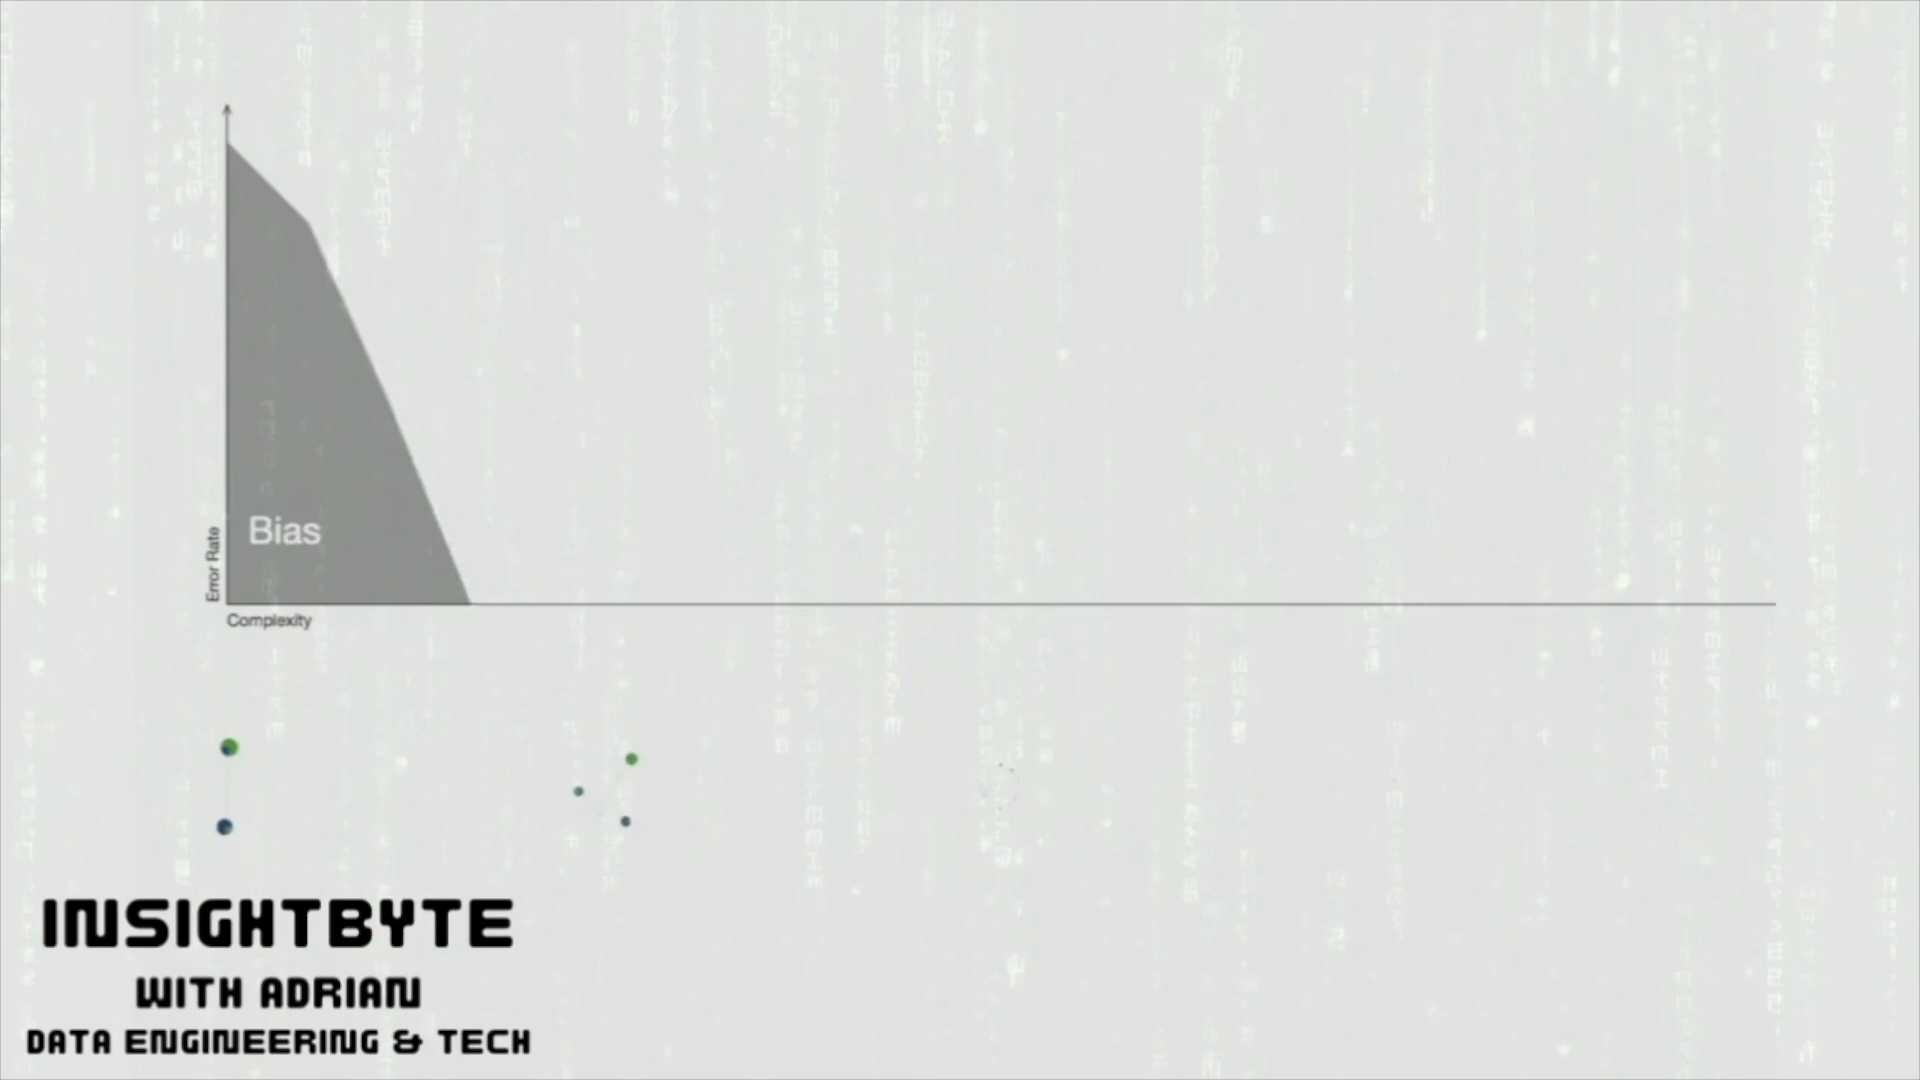 Bias
Error Rate
Complexity
INSIGHTBYTE
WITH ADRIAN
DATA ENGINEERING & TECH